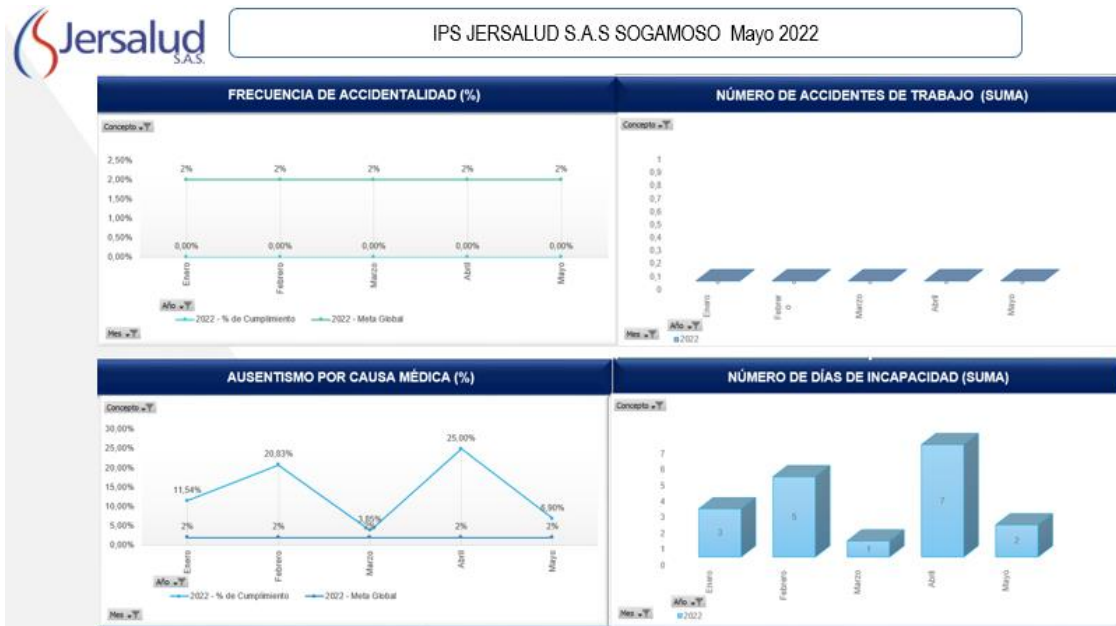 Jersalud
S.A.S.
IPS JERSALUD S.A.S SOGAMOSO Mayo 2022
FRECUENCIA DE ACCIDENTALIDAD (%)
Concepto
2,50%
2,00%
1,50%
1,00%
0,50%
0,00%
2% 2% 2% 2% 2%
0,00% 0,00% 0,00% 0,00% 0,00%
Enero Febrero Marzo Abril Mayo
Año
2022 - % de Cumplimiento 2022 - Meta Global
Mes
NÚMERO DE ACCIDENTES DE TRABAJO (SUMA)
Concepto
1
0,9
0,8
0,7
0,6
0,5
0,4
0,3
0,2
0,1
0
Enero Febrer
o Marzo Abril Mayo
Año
Mes
2022
AUSENTISMO POR CAUSA MÉDICA (%)
Concepto
30,00%
25,00%
20,00%
15,00%
10,00%
5,00%
0,00%
11,54% 20,83% 3,85% 25,00% 6,90%
2% 2% 2% 2%
Enero Febrero Marzo Abril Mayo
Año
2022 - % de Cumplimiento 2022 - Meta Global
Mes
NÚMERO DE DÍAS DE INCAPACIDAD (SUMA)
Concepto
7
6
5
4
3
2
1
0
3 5 1 7 2
Enero Febrero Marzo Abril Mayo
Año
Mes
2022